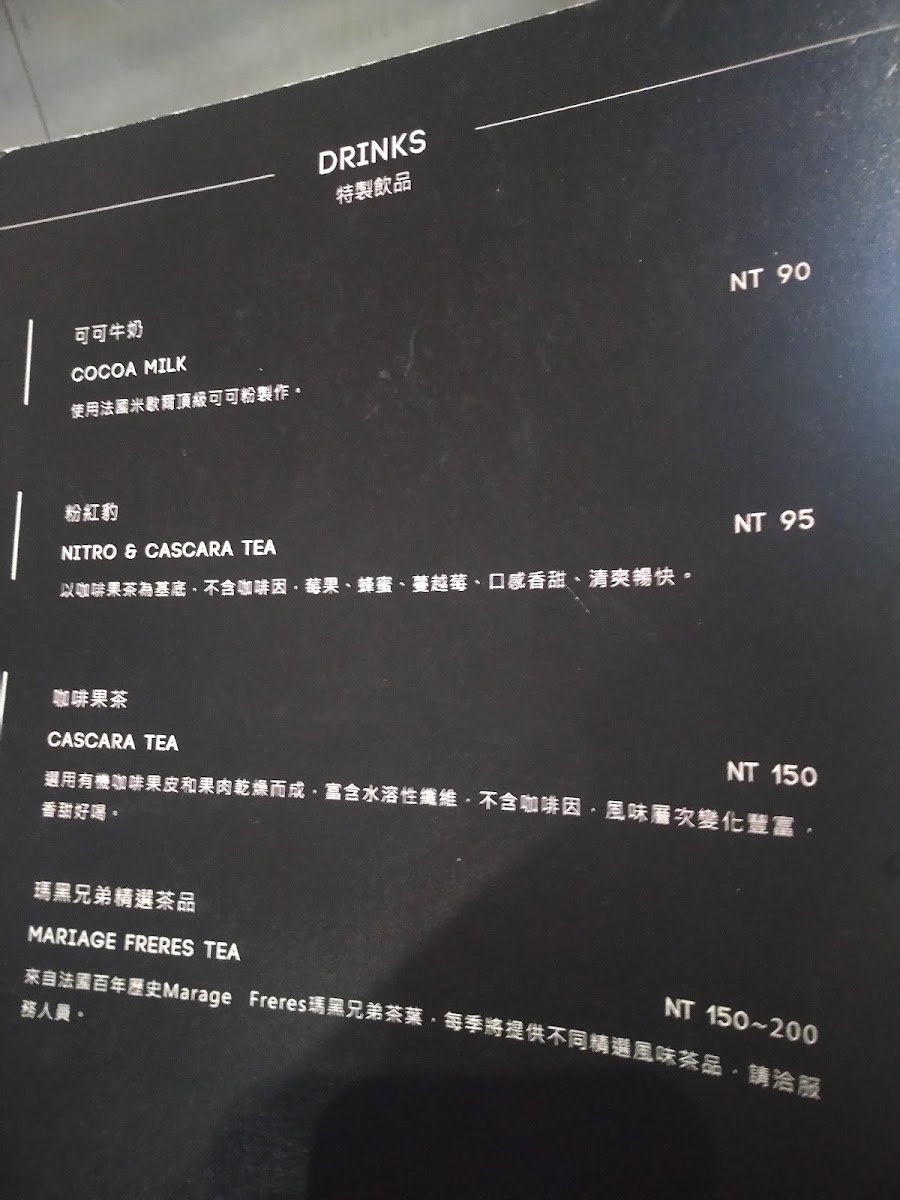 DRINKS
特製飲品
NT 90
可可牛奶
COCOA MILK
使用法國米歇爾頂級可可粉製作。
粉紅豹
NT 95
NITRO & CASCARA TEA
以咖啡果茶為基底，不含咖啡因，莓果、蜂蜜、蔓越莓、口感香甜、清爽暢快。
咖啡果茶
CASCARA TEA
NT 150
選用有機咖啡果皮和果肉乾燥而成，富含水溶性纖維，不含咖啡因，風味層次變化豐富，
香甜好喝。
瑪黑兄弟精選茶品
MARIAGE FRERES TEA
NT 150~200
來自法國百年歷史Marage Freres瑪黑兄弟茶葉，每季將提供不同精選風味茶品，請洽服
務人員。